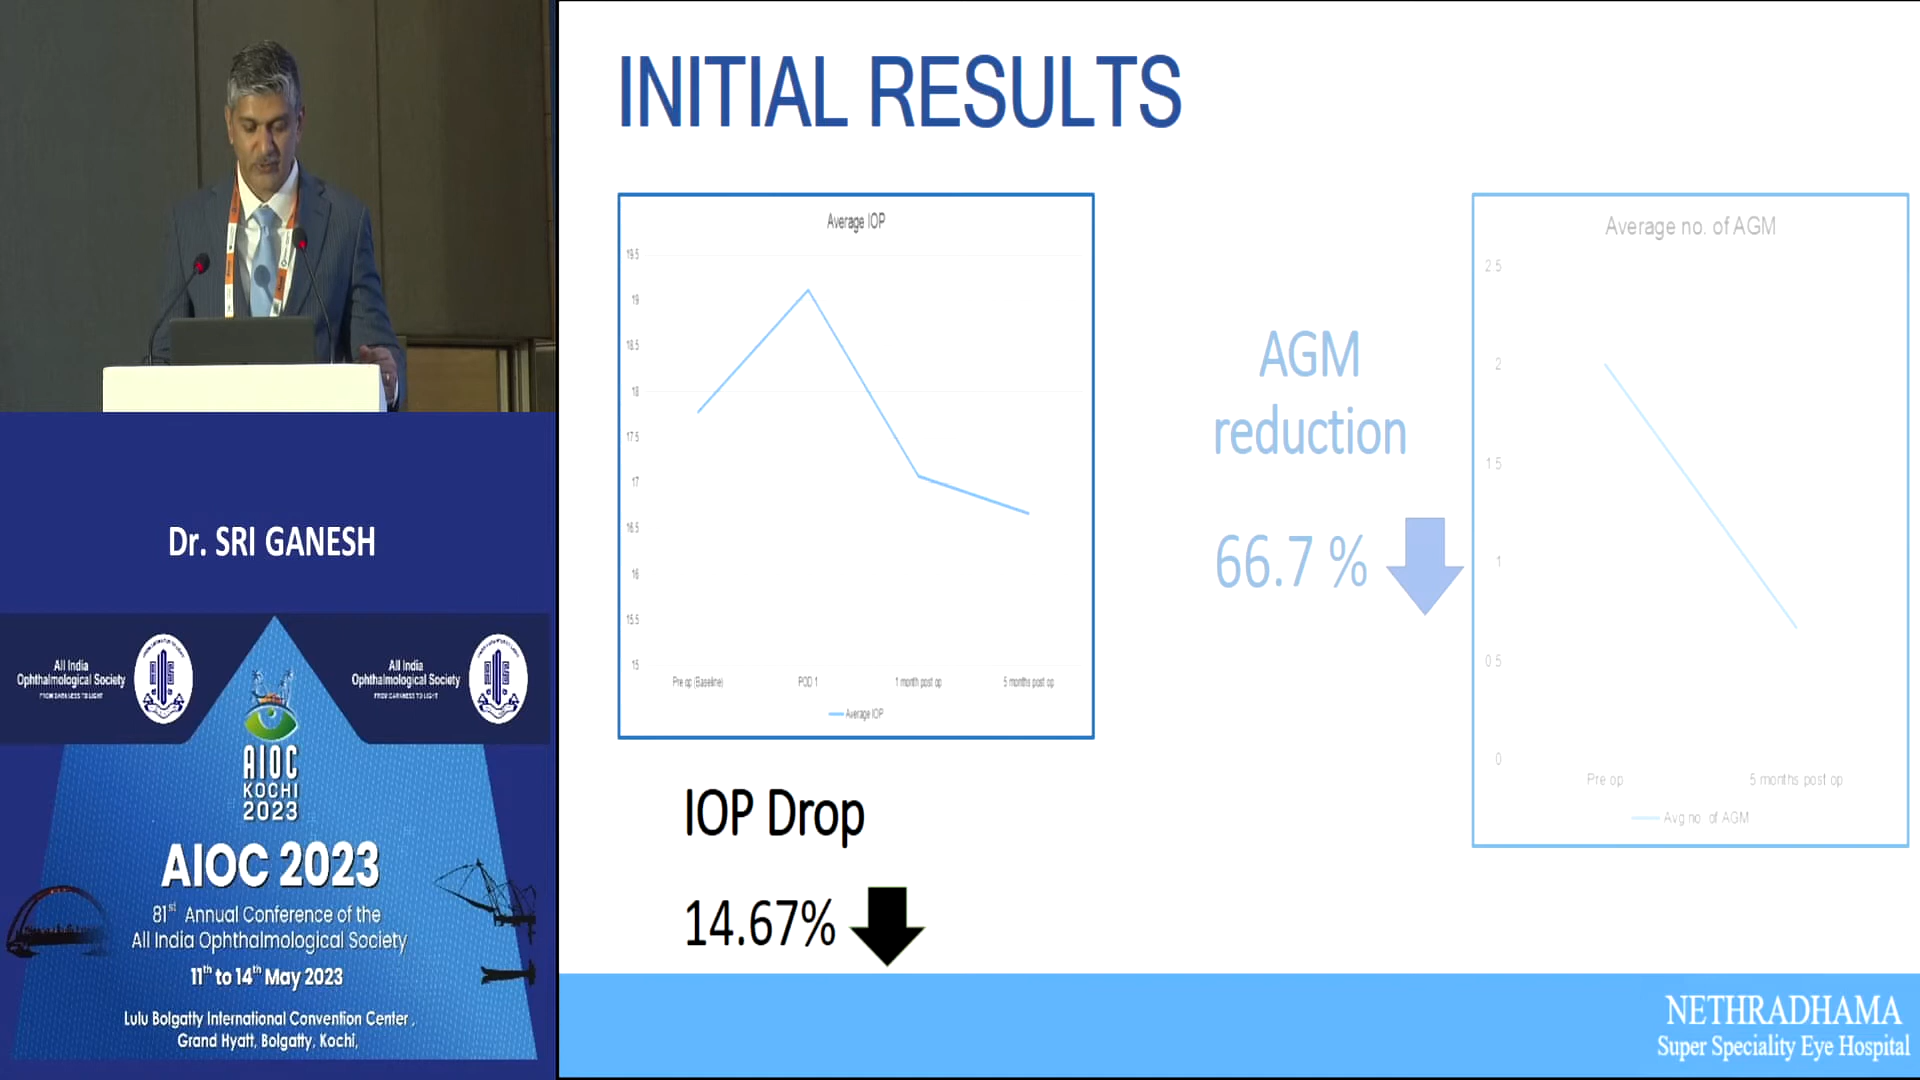 INITIAL RESULTS
Average IOP
19.5
19
18.5
18
17.5
17
16.5
16
15.5
15
Pre op (Baseline)
POD 1
1 month post op
5 months post op
Average IOP
IOP Drop
14.67%
AGM
reduction
66.7 %
Average no. of AGM
2.5
2
1.5
1
0.5
0
Pre op
5 months post op
Avg no. of AGM
NETHRADHAMA
Super Speciality Eye Hospital
Dr. SRI GANESH
All India
Ophthalmological Society
FROM DARKNESS TO LIGHT
All India
Ophthalmological Society
FROM DARKNESS TO LIGHT
AIOC
KOCHI
2023
AIOC 2023
81st Annual Conference of the
All India Ophthalmological Society
11th to 14th May 2023
Lulu Bolgatty International Convention Center ,
Grand Hyatt, Bolgatty, Kochi,